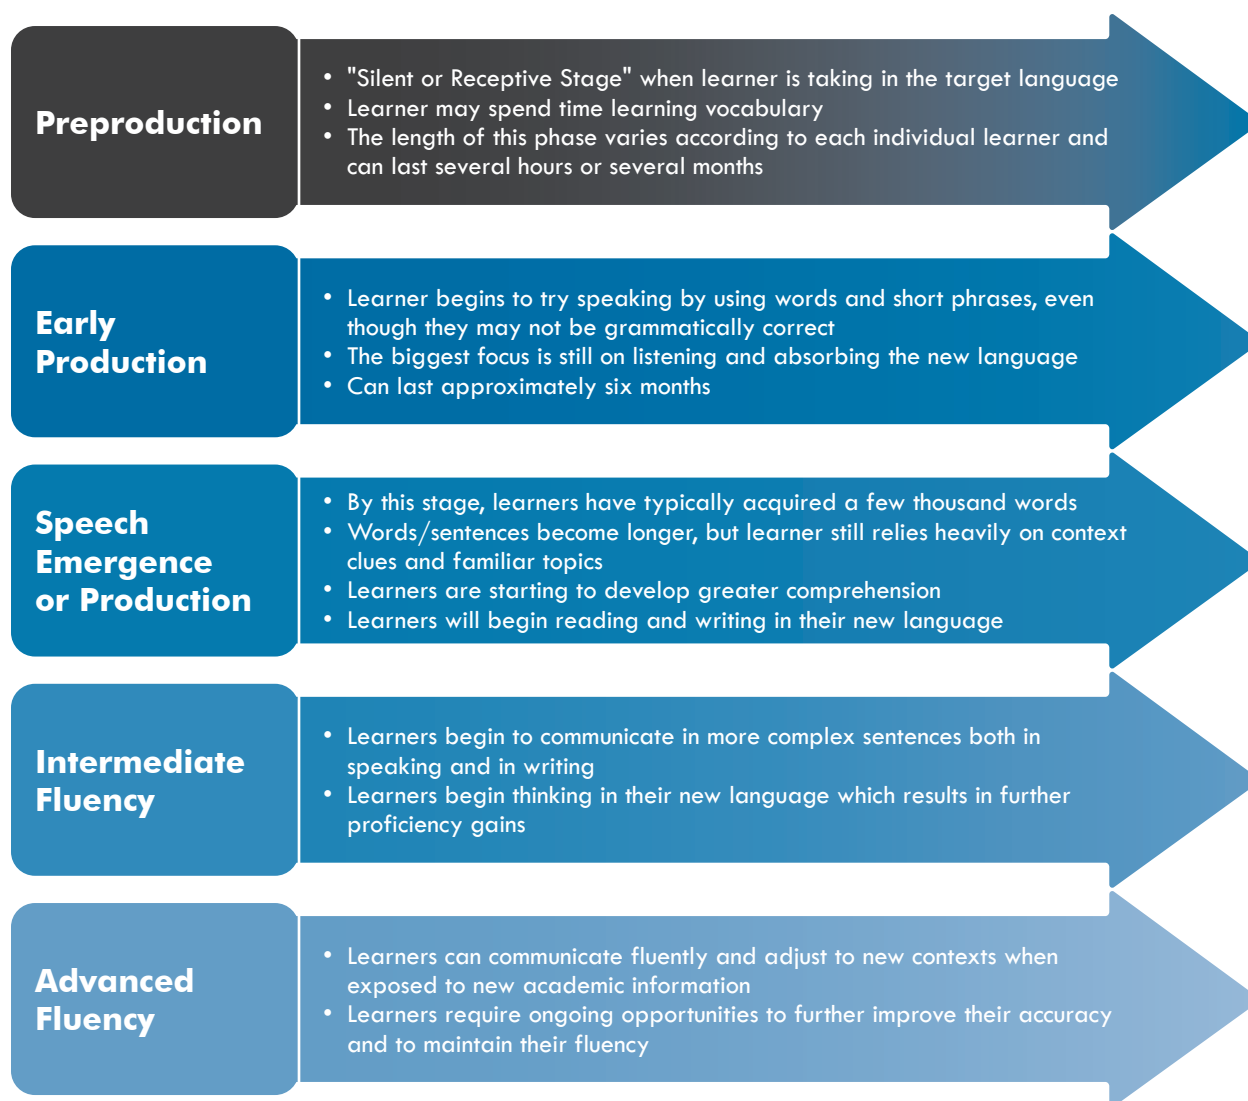 Preproduction
• "Silent or Receptive Stage" when learner is taking in the target language
• Learner may spend time learning vocabulary
• The length of this phase varies according to each individual learner and
can last several hours or several months
Early
Production
• Learner begins to try speaking by using words and short phrases, even
though they may not be grammatically correct
• The biggest focus is still on listening and absorbing the new language
• Can last approximately six months
Speech
Emergence
or Production
• By this stage, learners have typically acquired a few thousand words
• Words/sentences become longer, but learner still relies heavily on context
clues and familiar topics
• Learners are starting to develop greater comprehension
• Learners will begin reading and writing in their new language
Intermediate
Fluency
• Learners begin to communicate in more complex sentences both in
speaking and in writing
• Learners begin thinking in their new language which results in further
proficiency gains
Advanced
Fluency
• Learners can communicate fluently and adjust to new contexts when
exposed to new academic information
• Learners require ongoing opportunities to further improve their accuracy
and to maintain their fluency